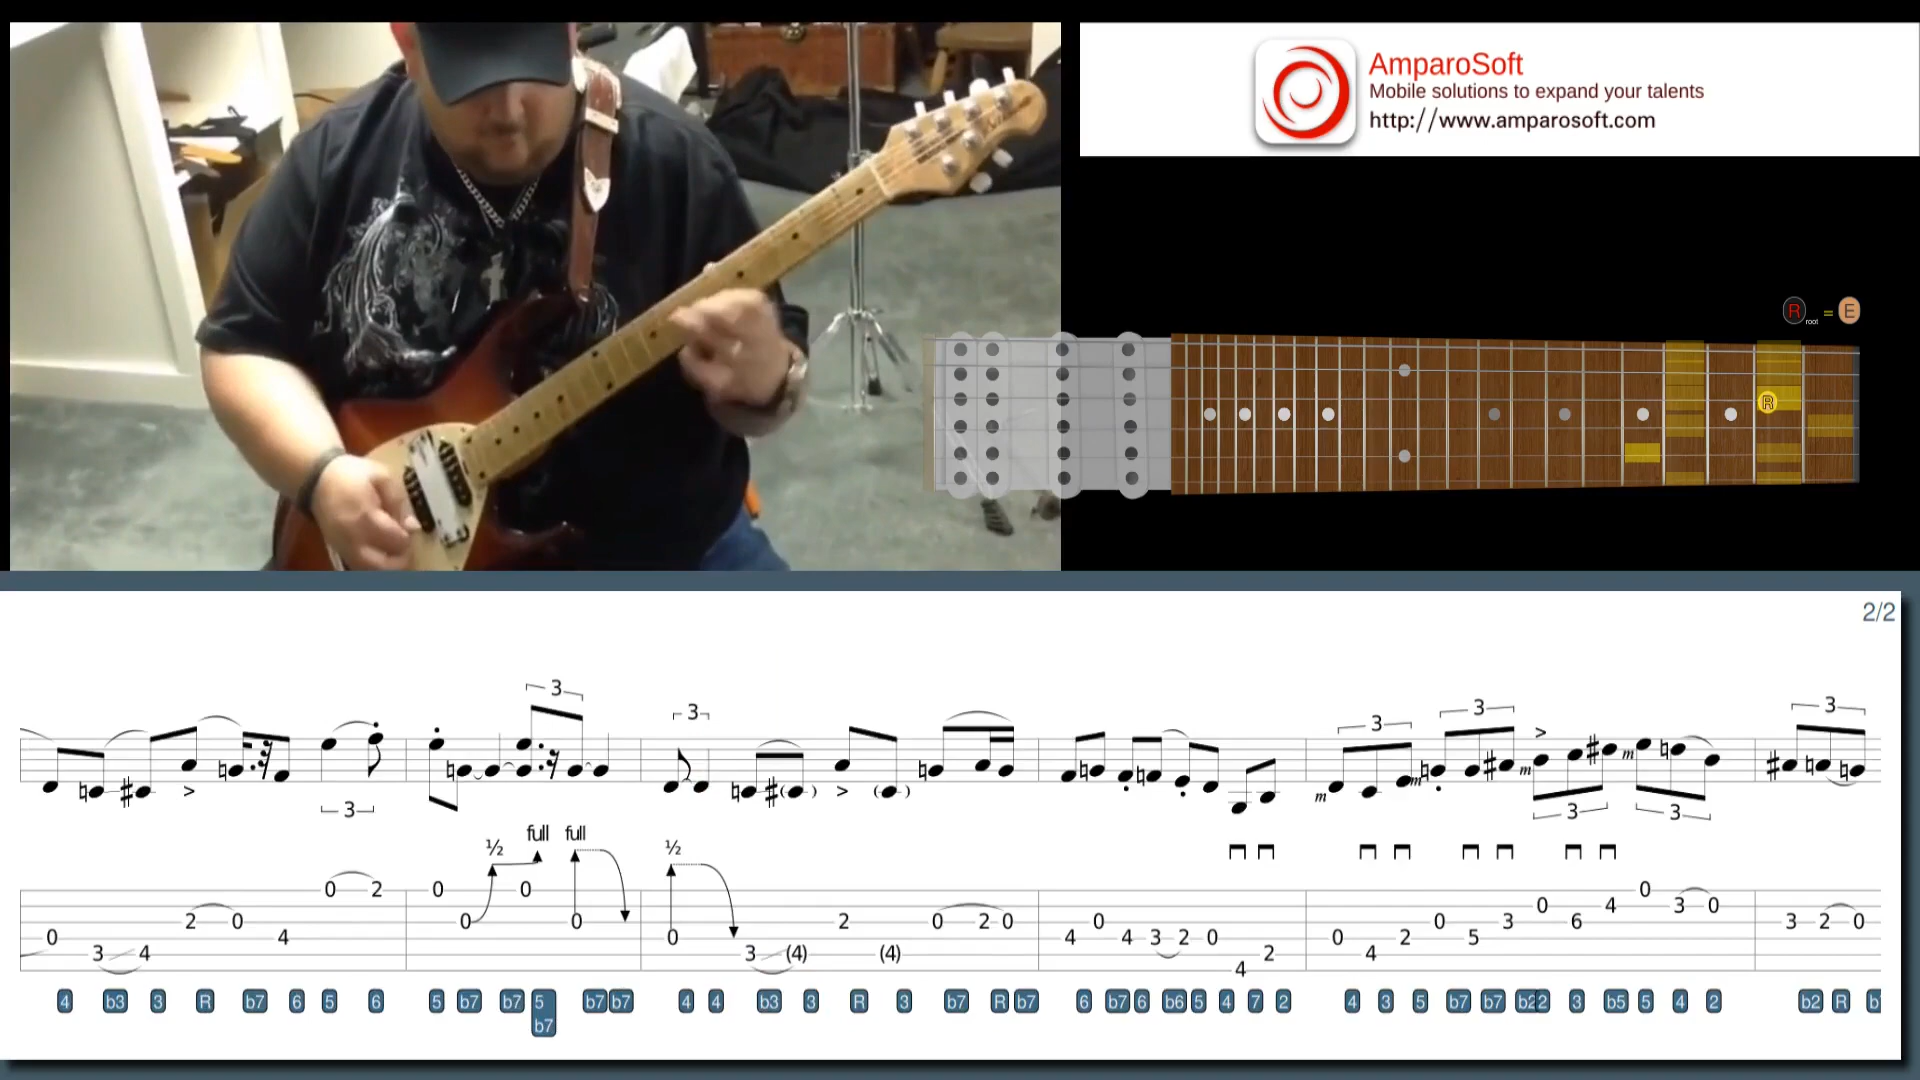 AmparoSoft
Mobile solutions to expand your talents
http://www.amparosoft.com
R root = E
R
2/2
3 3 3 3 3
3 3 3
½ full full ½
0 3 4 2 0 4 0 2 0 0 0 0 0 3 (4) 2 (4) 0 2 0 4 0 4 3 2 0 4 2 0 4 2 0 5 3 0 6 4 0 3 0 3 2 0
4 b3 3 R b7 6 5 6 5 b7 b7 5 b7 b7 b7 4 4 b3 3 R 3 b7 R b7 6 b7 6 b6 5 4 7 2 4 3 5 b7 b7 b2 2 3 b5 5 4 2 b2 R